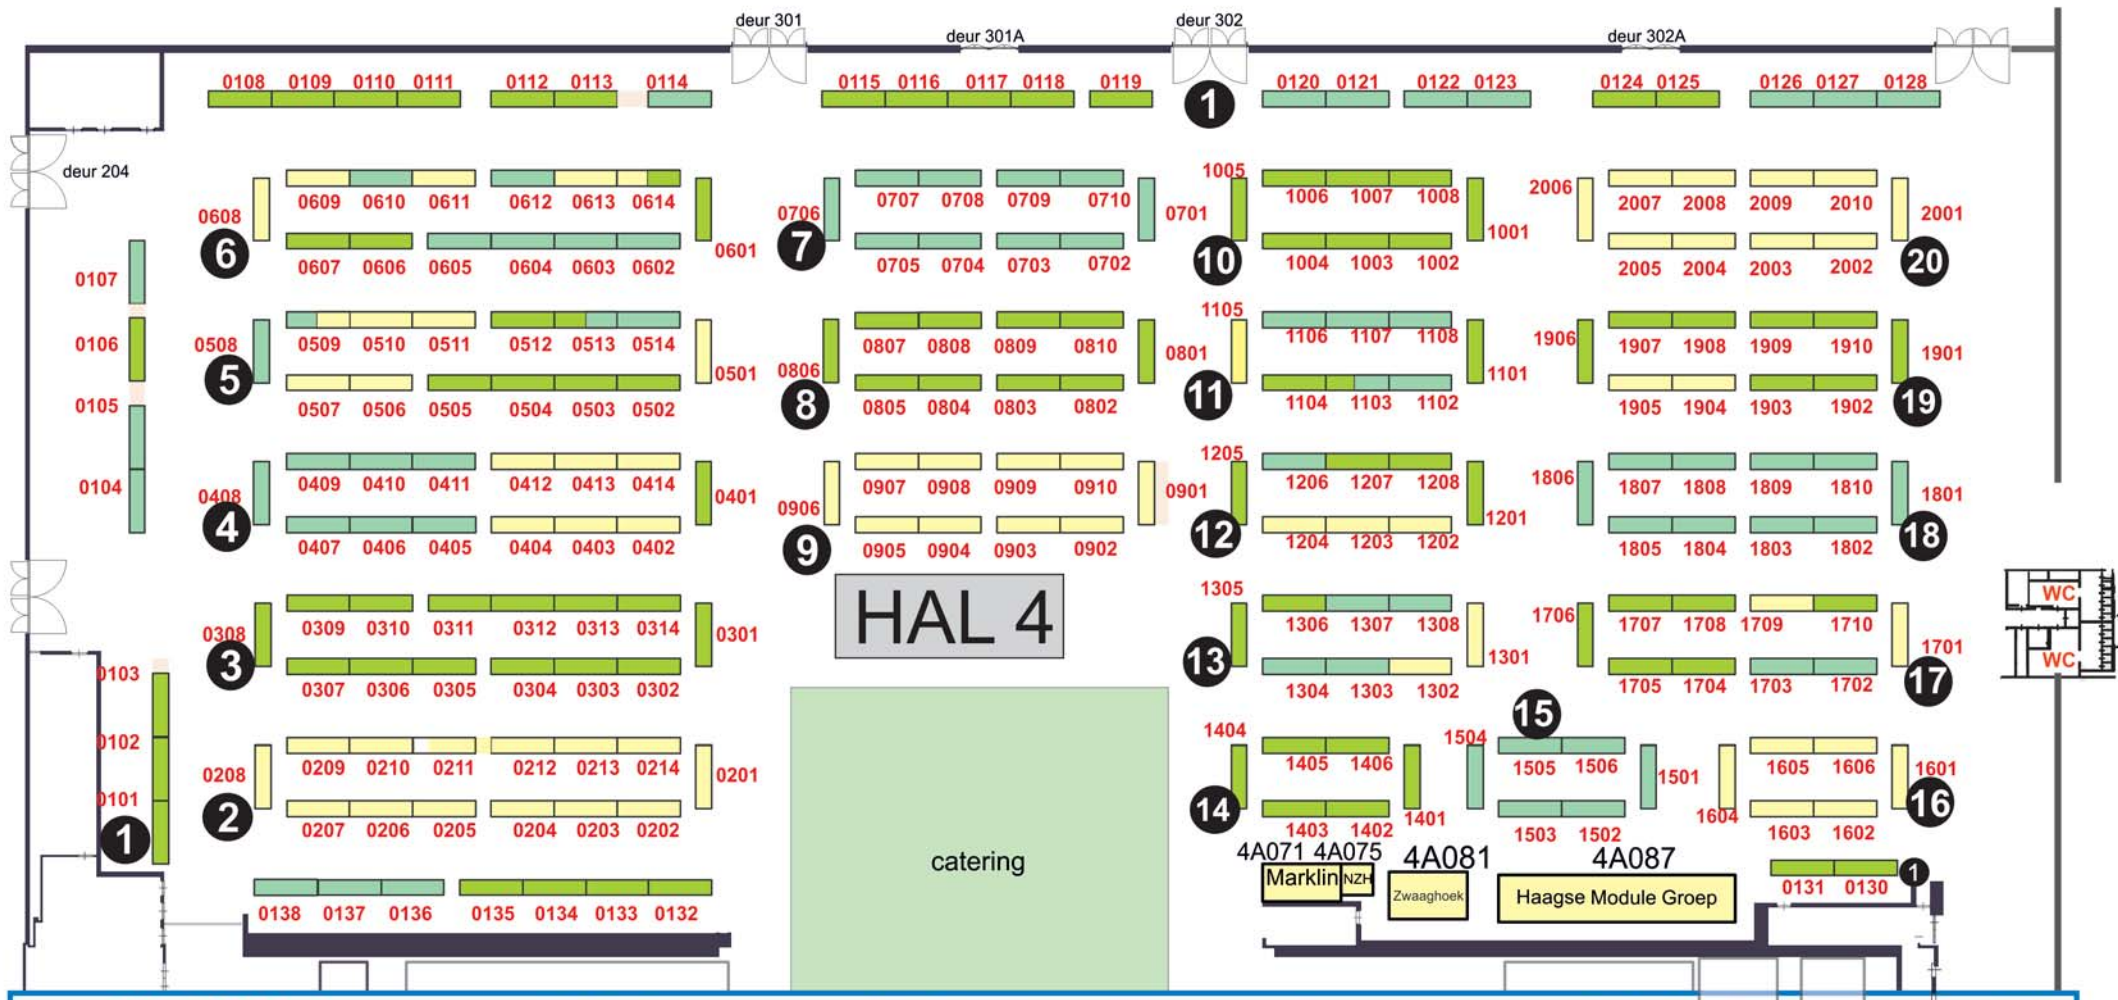 deur 301
deur 301A
deur 302
deur 302A
0108 0109 0110 0111 0112 0113 0114 0115 0116 0117 0118 0119 0120 0121 0122 0123 0124 0125 0126 0127 0128
1
deur 204
0608 0609 0610 0611 0612 0613 0614 0601
6
0607 0606 0605 0604 0603 0602
0706 0707 0708 0709 0710 0701
7
0705 0704 0703 0702
1005 1006 1007 1008 1001
10
1004 1003 1002
2006 2007 2008 2009 2010 2001
20
2005 2004 2003 2002
0107
0106
0105
0104
0508 0509 0510 0511 0512 0513 0514 0501
5
0507 0506 0505 0504 0503 0502
0806 0807 0808 0809 0810 0801
8
0805 0804 0803 0802
1105 1106 1107 1108 1101
11
1104 1103 1102
1906 1907 1908 1909 1910 1901
19
1905 1904 1903 1902
0408 0409 0410 0411 0412 0413 0414 0401
4
0407 0406 0405 0404 0403 0402
0906 0907 0908 0909 0910 0901
9
0905 0904 0903 0902
1205 1206 1207 1208 1201
12
1204 1203 1202
1806 1807 1808 1809 1810 1801
18
1805 1804 1803 1802
0308 0309 0310 0311 0312 0313 0314 0301
3
0307 0306 0305 0304 0303 0302
HAL 4
1305 1306 1307 1308 1301
13
1304 1303 1302
1706 1707 1708 1709 1710 1701
17
1705 1704 1703 1702
WC
WC
0103
0102
0101
1
0208 0209 0210 0211 0212 0213 0214 0201
2
0207 0206 0205 0204 0203 0202
catering
1404 1405 1406 1401
14
1403 1402
15
1504 1505 1506 1501
1503 1502
1604 1605 1606 1601
16
1603 1602
0138 0137 0136 0135 0134 0133 0132
4A071 4A075 4A081 4A087
Marklin NZH Zwaaghoek Haagse Module Groep
0131 0130
1